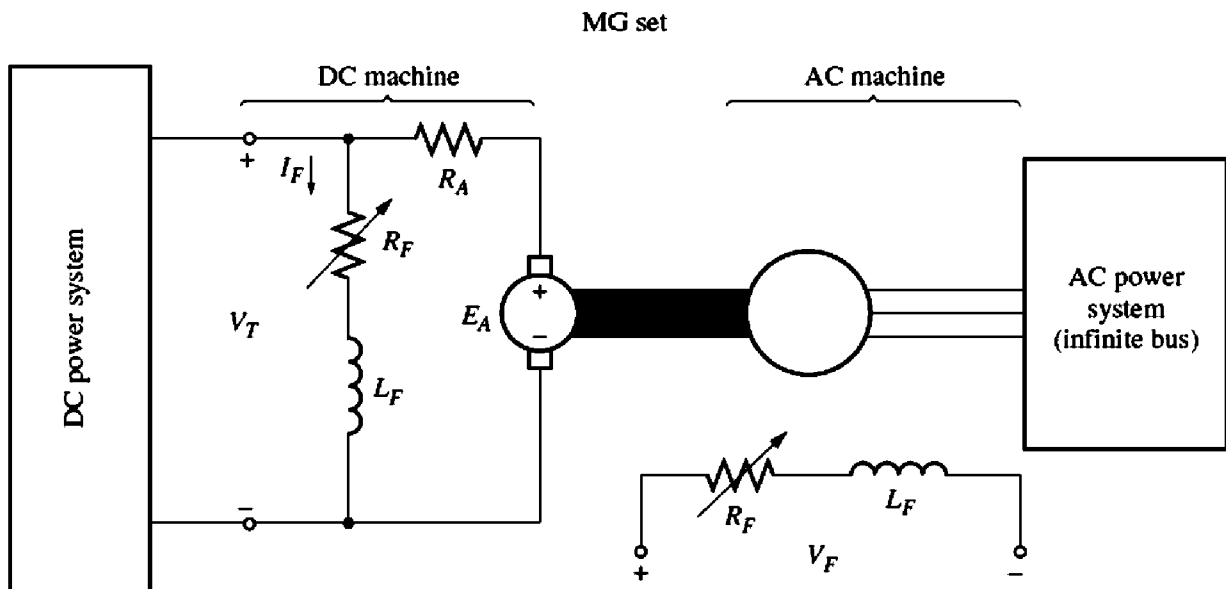 MG set
DC machine
AC machine
DC power system
+
I_F
R_A
R_F
V_T
E_A
+
−
L_F
−
AC power
system
(infinite bus)
R_F
L_F
+
V_F
−